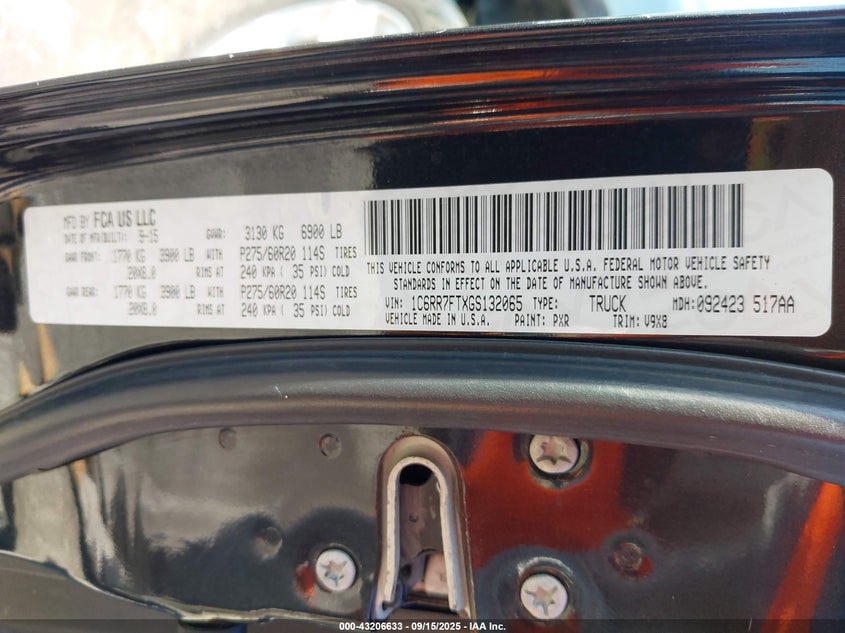 MFD BY FCA US LLC
DATE OF MFR(BUILT): 9-15 GVWR: 3130 KG 6900 LB
GAWR FRONT: 1770 KG 3900 LB WITH P275/60R20 114S TIRES
20X8.0 RIMS AT 240 KPA ( 35 PSI) COLD
GAWR REAR: 1770 KG 3900 LB WITH P275/60R20 114S TIRES
20X8.0 RIMS AT 240 KPA ( 35 PSI) COLD
THIS VEHICLE CONFORMS TO ALL APPLICABLE U.S.A. FEDERAL MOTOR VEHICLE SAFETY
STANDARDS IN EFFECT ON THE DATE OF MANUFACTURE SHOWN ABOVE.
VIN: 1C6RR7FTXGS132065 TYPE: TRUCK MDH: 092423 517AA
VEHICLE MADE IN U.S.A. PAINT: PXR TRIM: V9X8
000-43206633 - 09/15/2025 - IAA Inc.